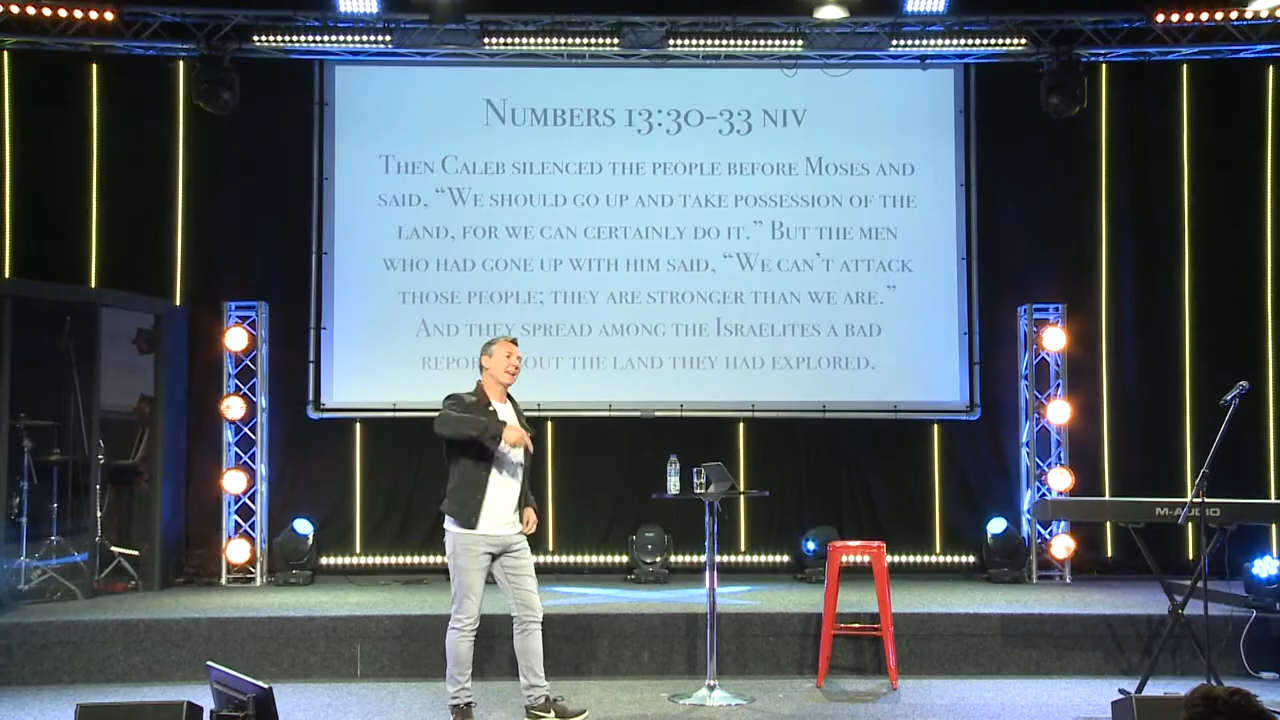 Numbers 13:30-33 NIV
Then Caleb silenced the people before Moses and
said, “We should go up and take possession of the
land, for we can certainly do it.” But the men
who had gone up with him said, “We can’t attack
those people; they are stronger than we are.”
And they spread among the Israelites a bad
the land they had explored.
M-AUDIO